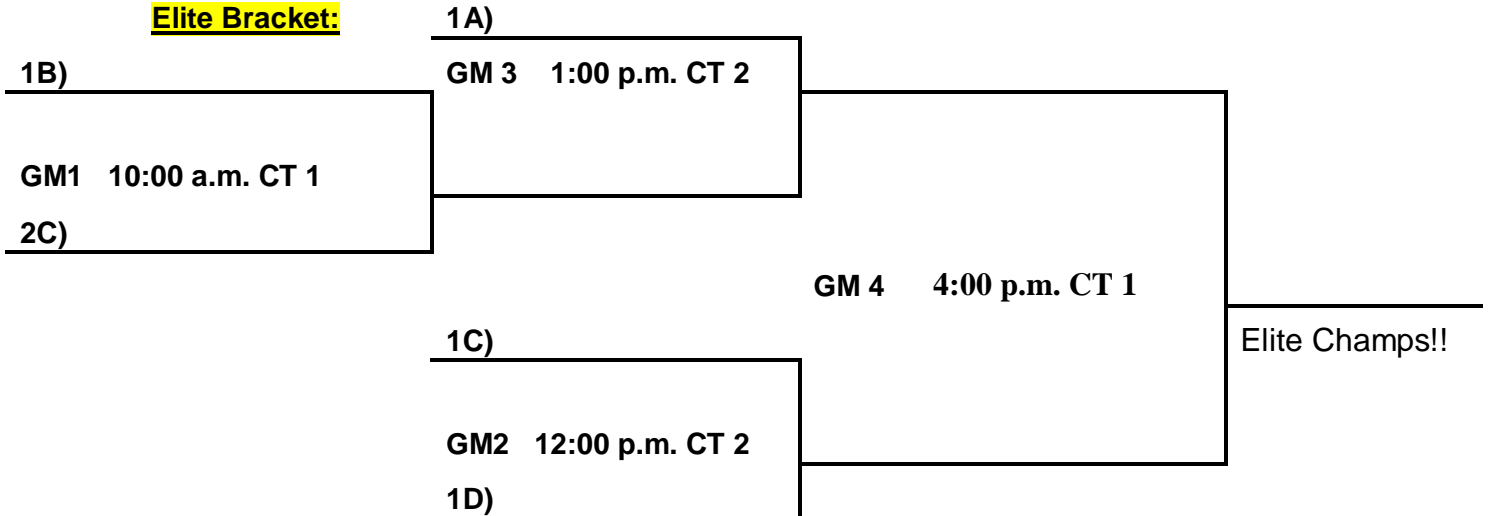 Elite Bracket:
1A)
1B)
GM 3 1:00 p.m. CT 2
GM1 10:00 a.m. CT 1
2C)
GM 4 4:00 p.m. CT 1
1C)
Elite Champs!!
GM2 12:00 p.m. CT 2
1D)